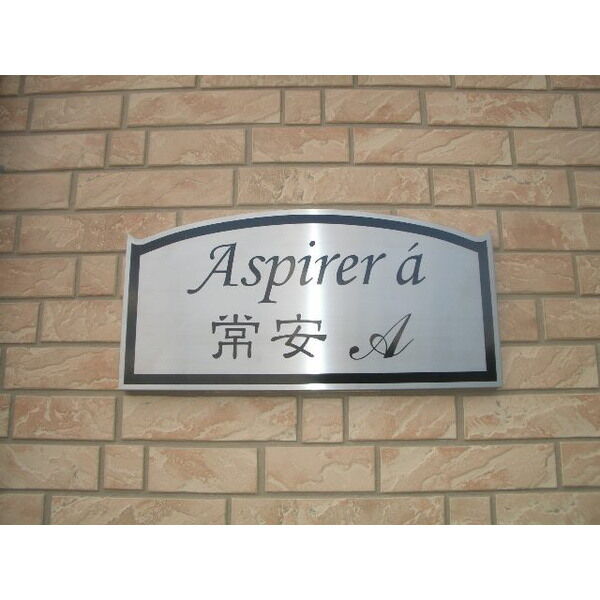 Aspirer á
常安 A